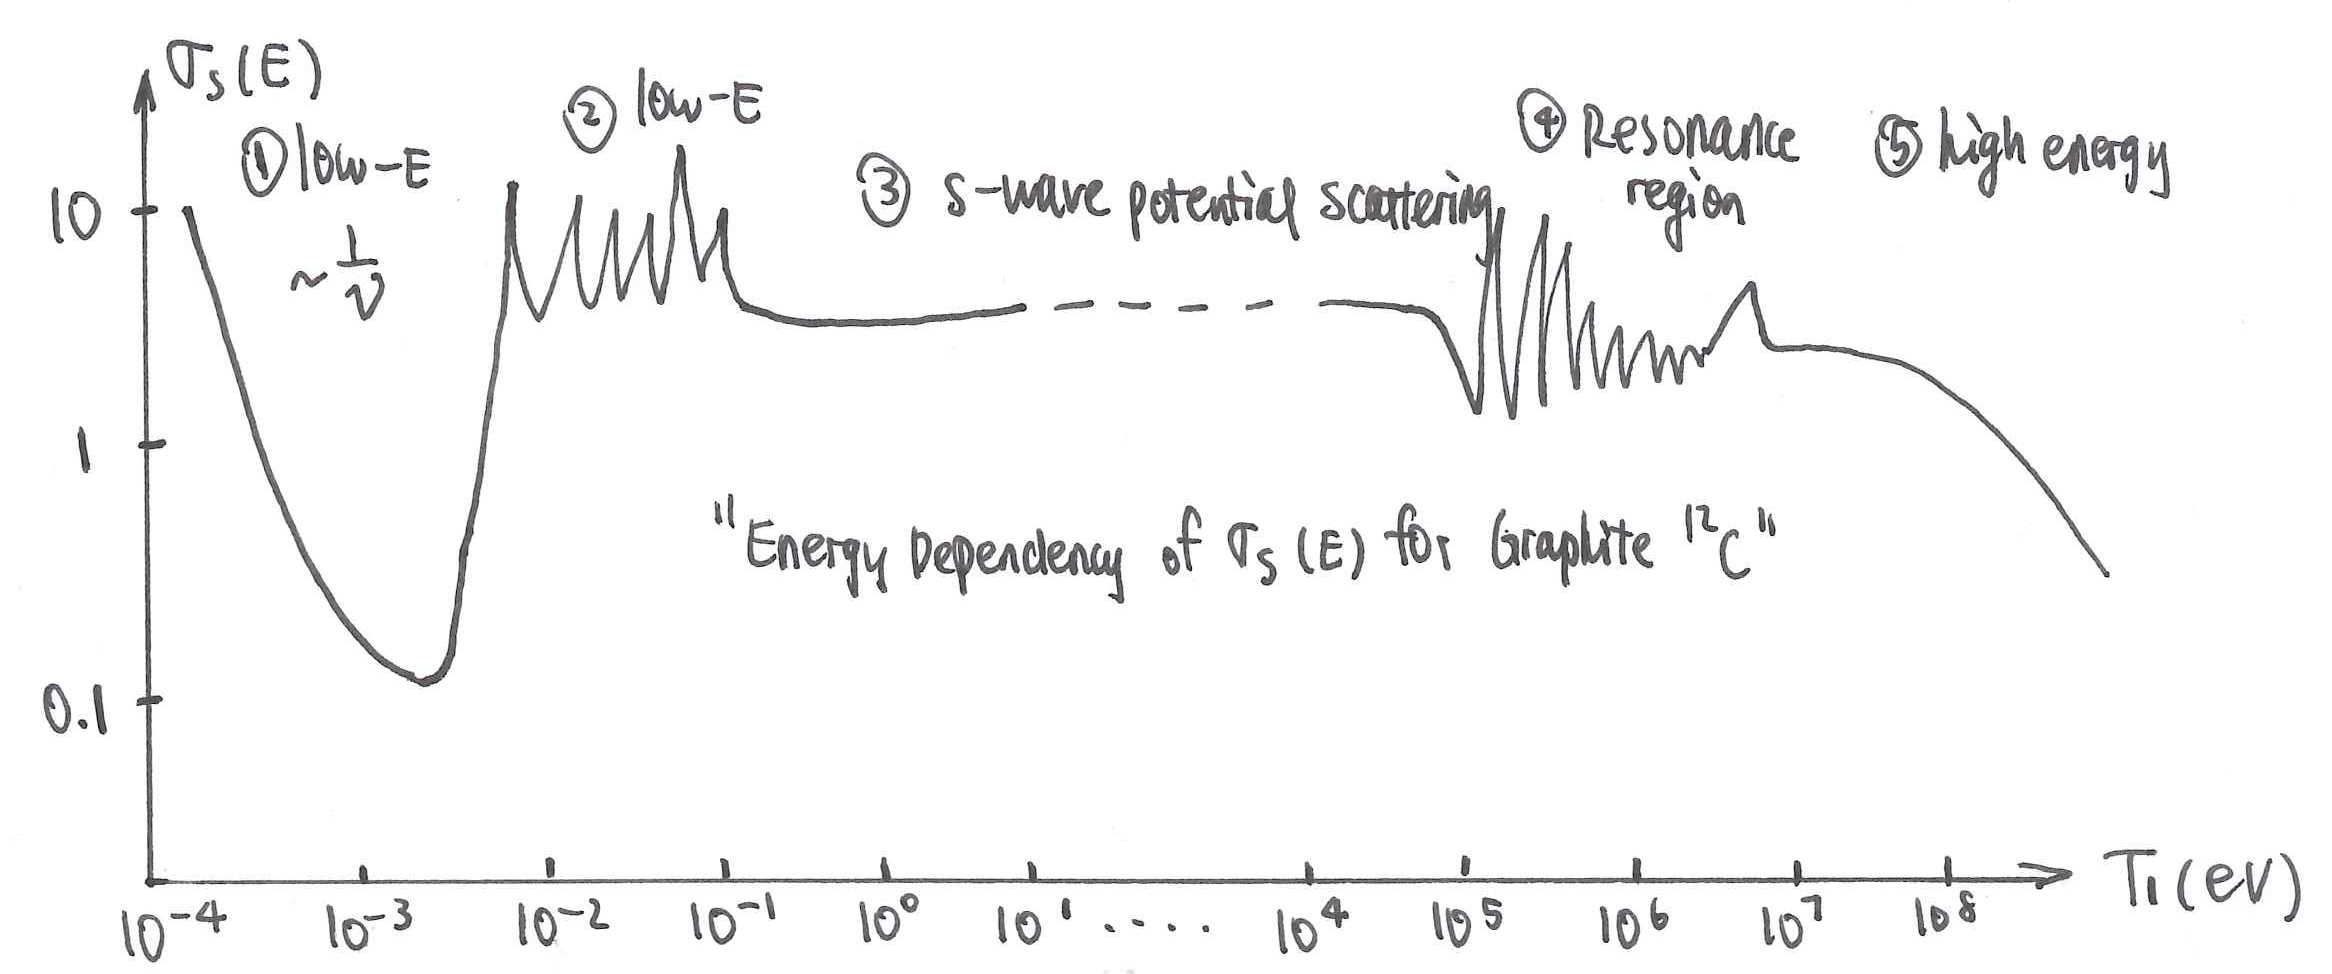 σs(E)
① low-E
~ 1/v
② low-E
③ s-wave potential scattering
④ Resonance
region
⑤ high energy
10
1
0.1
"Energy Dependency of σs (E) for Graphite ¹²C"
10⁻⁴ 10⁻³ 10⁻² 10⁻¹ 10⁰ 10¹ .... 10⁴ 10⁵ 10⁶ 10⁷ 10⁸
T₁(eV)